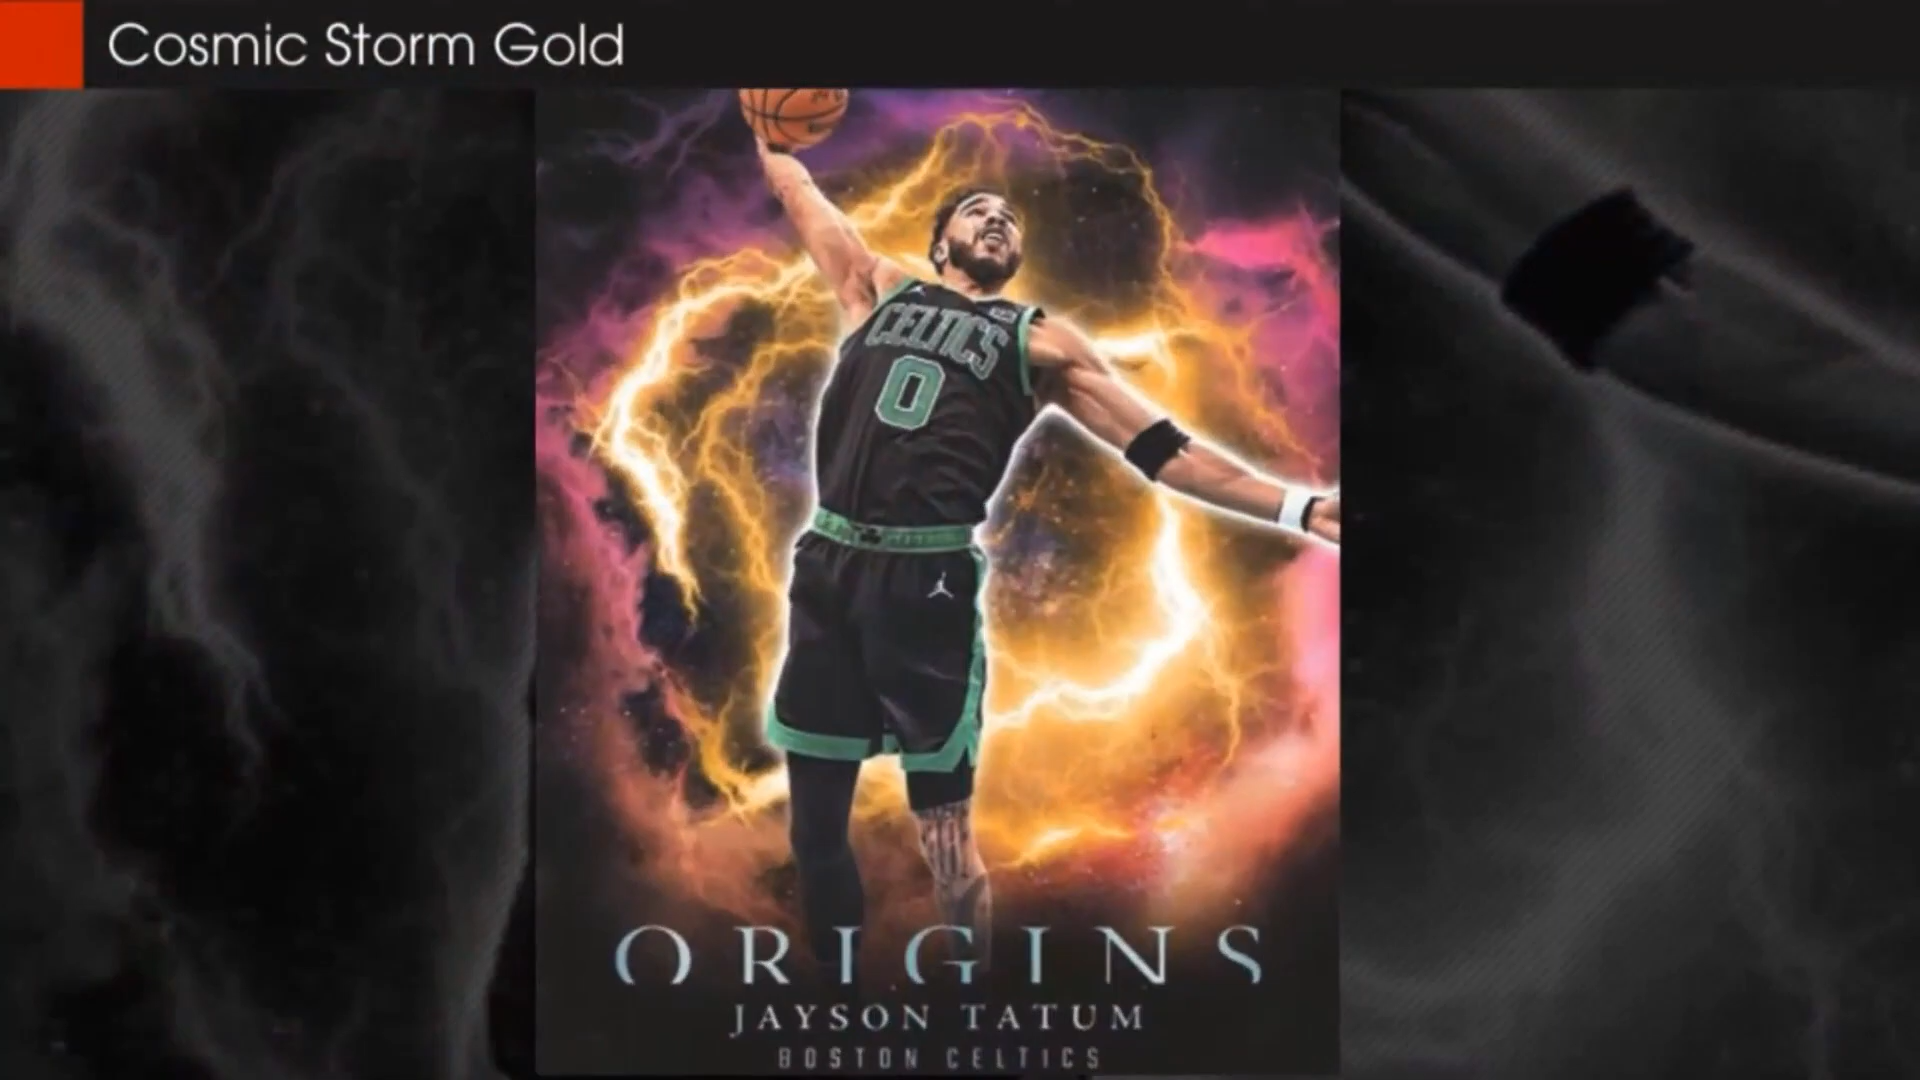 Cosmic Storm Gold
CELTICS
0
ORIGINS
JAYSON TATUM
BOSTON CELTICS